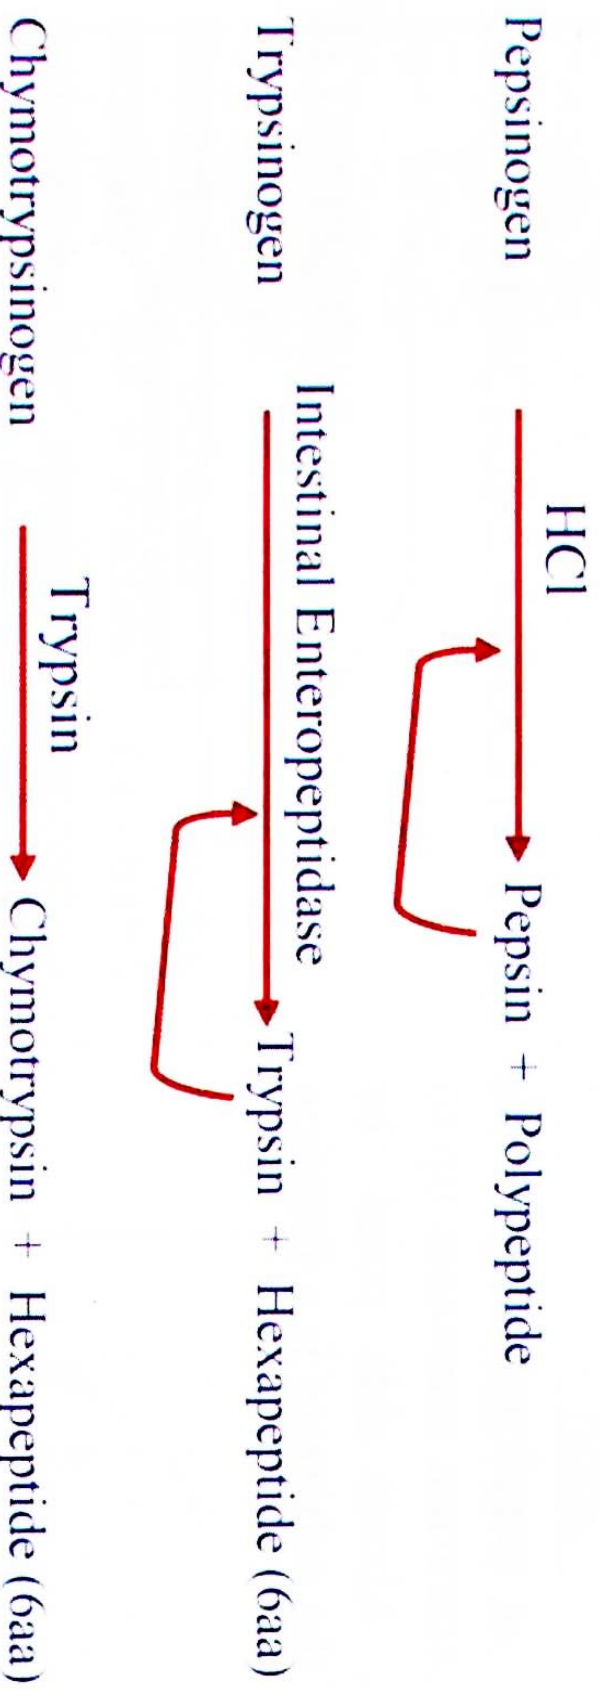 HCl
Pepsinogen Pepsin + Polypeptide
Intestinal Enteropeptidase
Trypsinogen Trypsin + Hexapeptide (6aa)
Trypsin
Chymotrypsinogen Chymotrypsin + Hexapeptide (6aa)